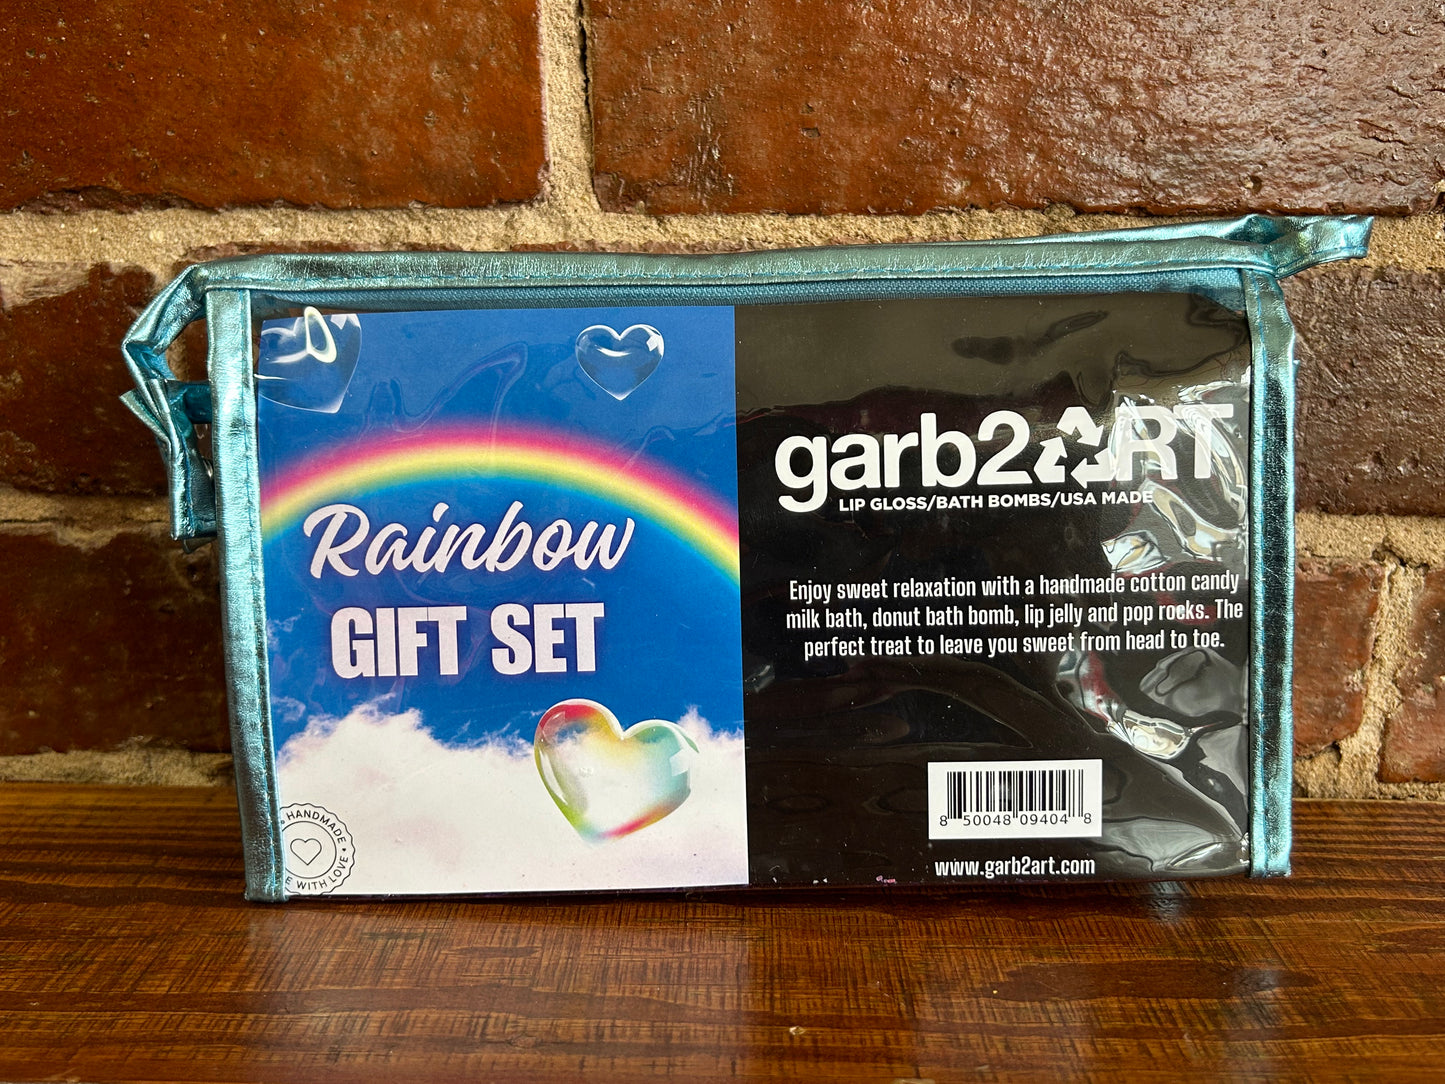 Rainbow
GIFT SET
HANDMADE
WITH LOVE
garb2ART
LIP GLOSS/BATH BOMBS/USA MADE
Enjoy sweet relaxation with a handmade cotton candy
milk bath, donut bath bomb, lip jelly and pop rocks. The
perfect treat to leave you sweet from head to toe.
8 50048 09404 8
www.garb2art.com